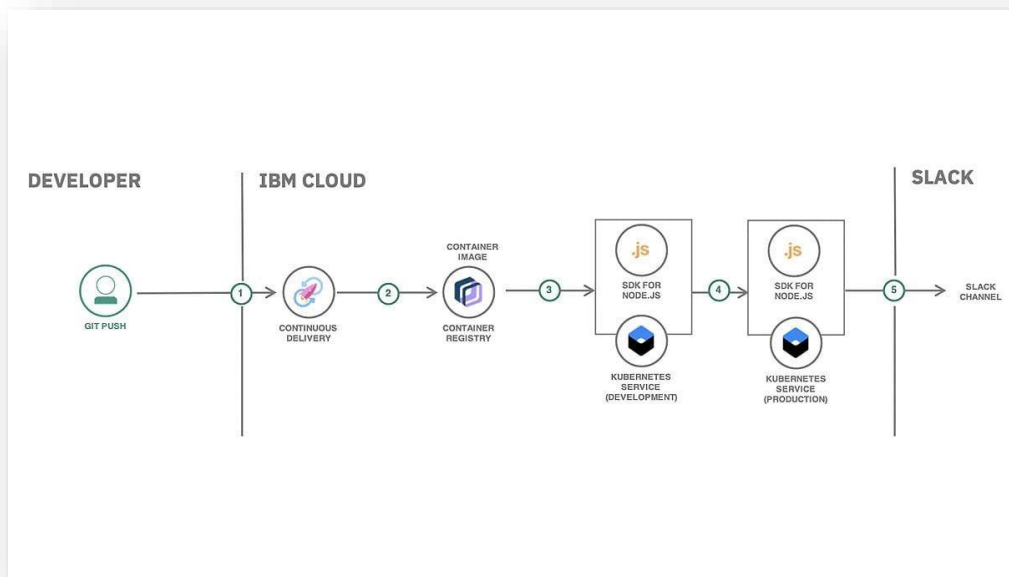 DEVELOPER
IBM CLOUD
SLACK
GIT PUSH
1
CONTINUOUS
DELIVERY
2
CONTAINER
IMAGE
CONTAINER
REGISTRY
3
.js
SDK FOR
NODE.JS
KUBERNETES
SERVICE
(DEVELOPMENT)
4
.js
SDK FOR
NODE.JS
KUBERNETES
SERVICE
(PRODUCTION)
5
SLACK
CHANNEL